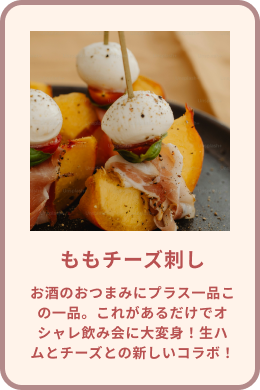 ももチーズ刺し
お酒のおつまみにプラス一品こ
の一品。これがあるだけでオ
シャレ飲み会に大変身！生ハ
ムとチーズとの新しいコラボ！